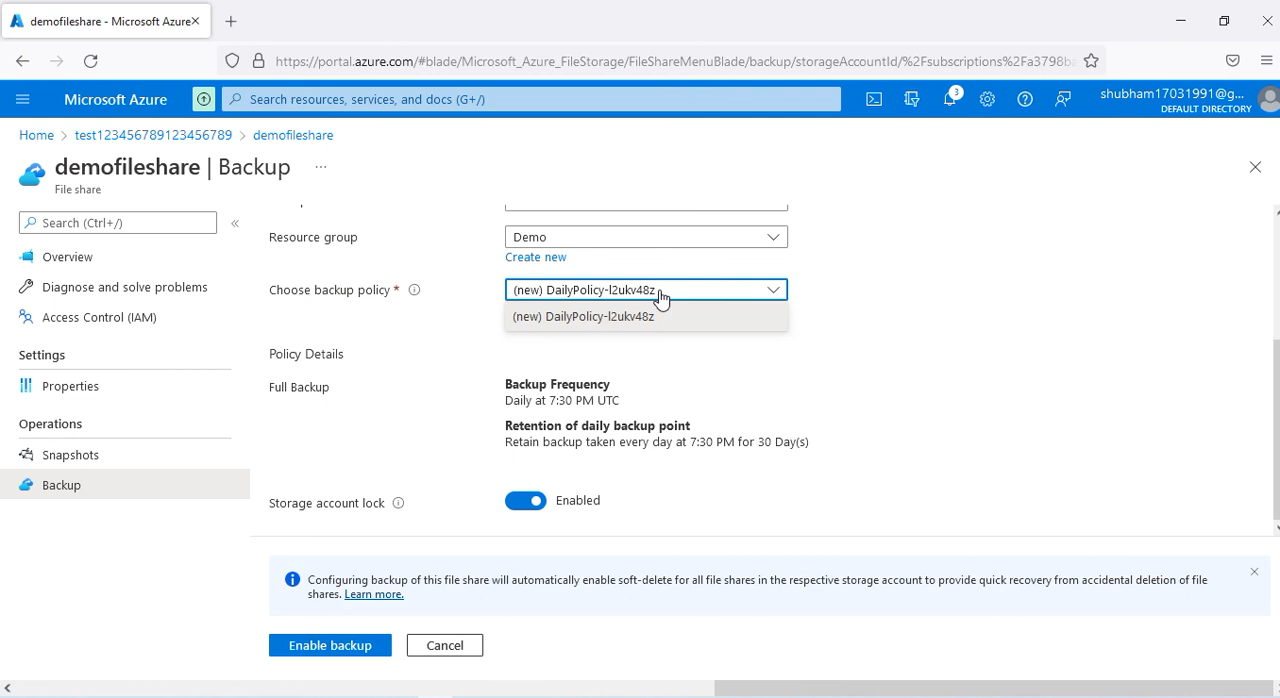 demofileshare - Microsoft Azure
https://portal.azure.com/#blade/Microsoft_Azure_FileStorage/FileShareMenuBlade/backup/storageAccountId/%2Fsubscriptions%2Fa3798b
Microsoft Azure
Search resources, services, and docs (G+/)
3
shubham17031991@g...
DEFAULT DIRECTORY
Home > test123456789123456789 > demofileshare
demofileshare | Backup ...
File share
Search (Ctrl+/)
«
Overview
Diagnose and solve problems
Access Control (IAM)
Settings
Properties
Operations
Snapshots
Backup
Resource group
Demo
Create new
Choose backup policy *
(new) DailyPolicy-l2ukv48z
(new) DailyPolicy-l2ukv48z
Policy Details
Full Backup
Backup Frequency
Daily at 7:30 PM UTC
Retention of daily backup point
Retain backup taken every day at 7:30 PM for 30 Day(s)
Storage account lock
Enabled
Configuring backup of this file share will automatically enable soft-delete for all file shares in the respective storage account to provide quick recovery from accidental deletion of file
shares. Learn more.
Enable backup
Cancel